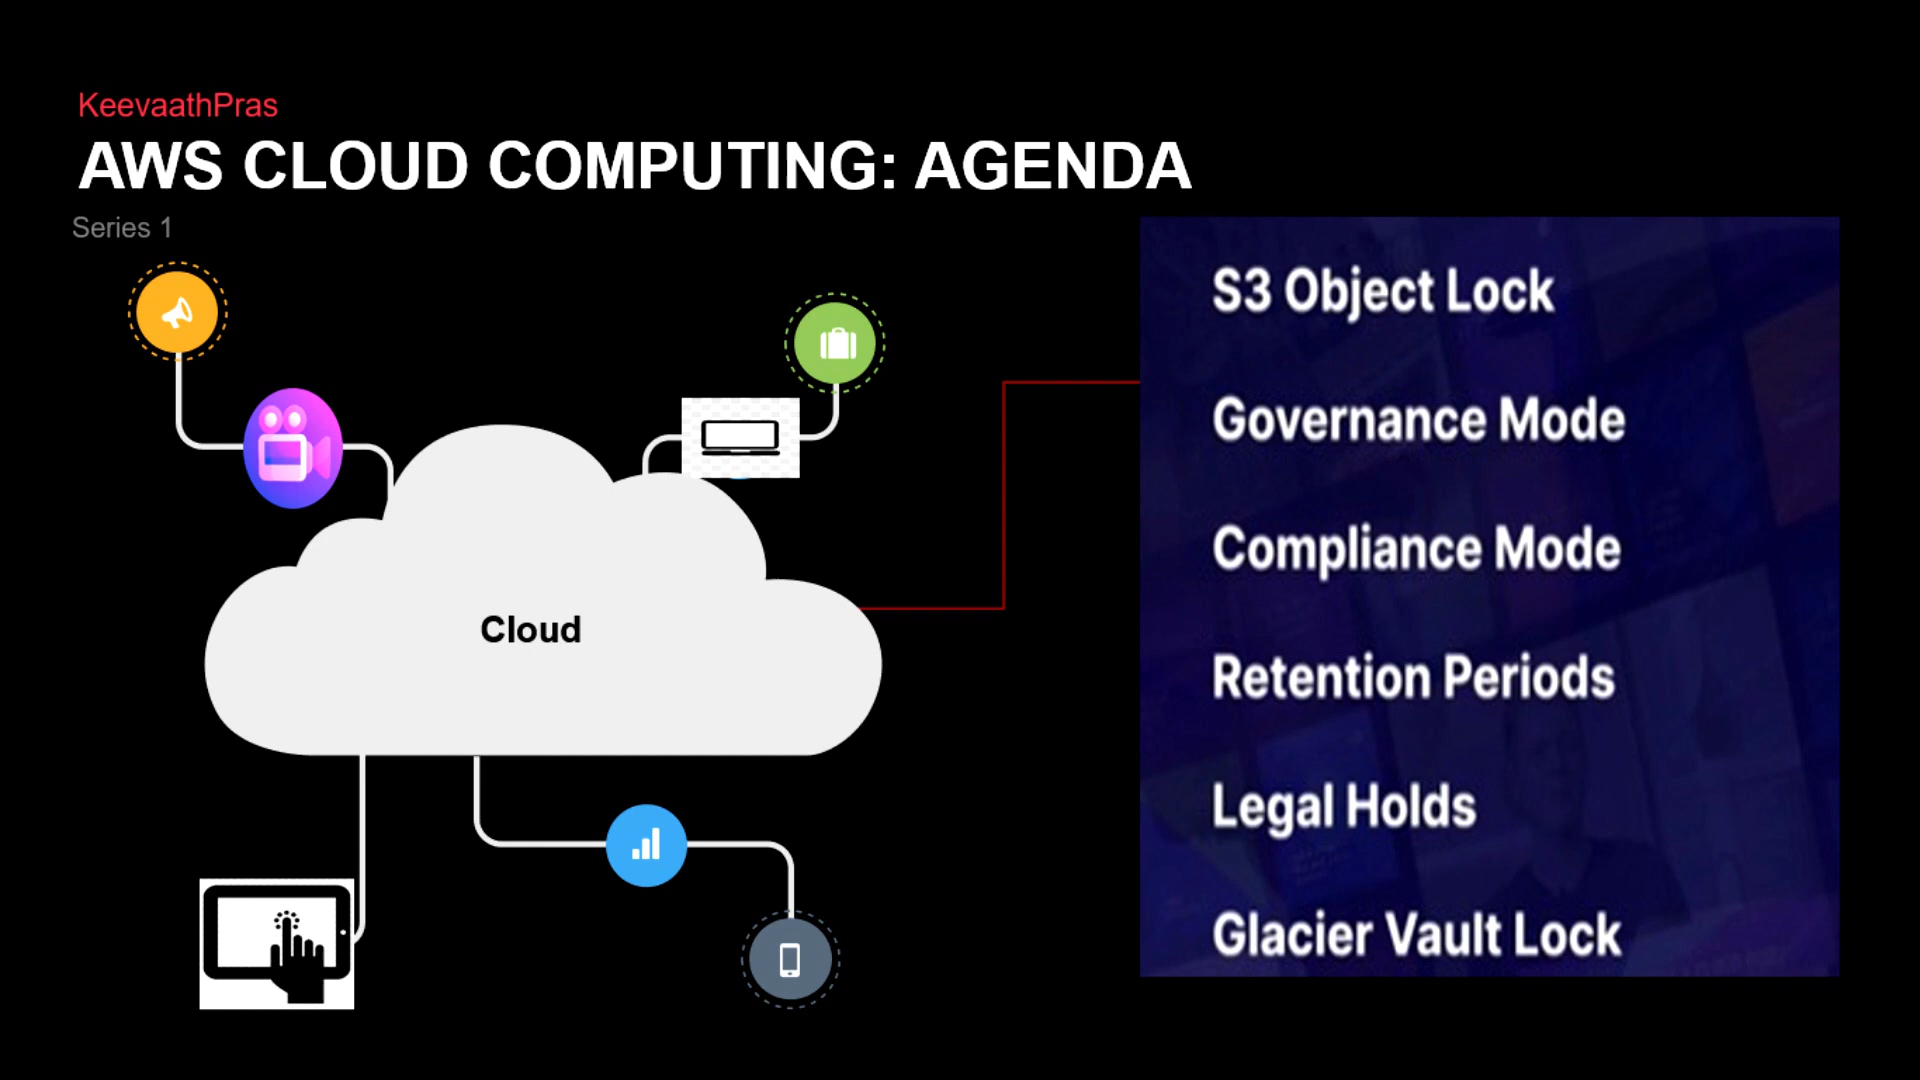 KeevaathPras
AWS CLOUD COMPUTING: AGENDA
Series 1
Cloud
S3 Object Lock
Governance Mode
Compliance Mode
Retention Periods
Legal Holds
Glacier Vault Lock